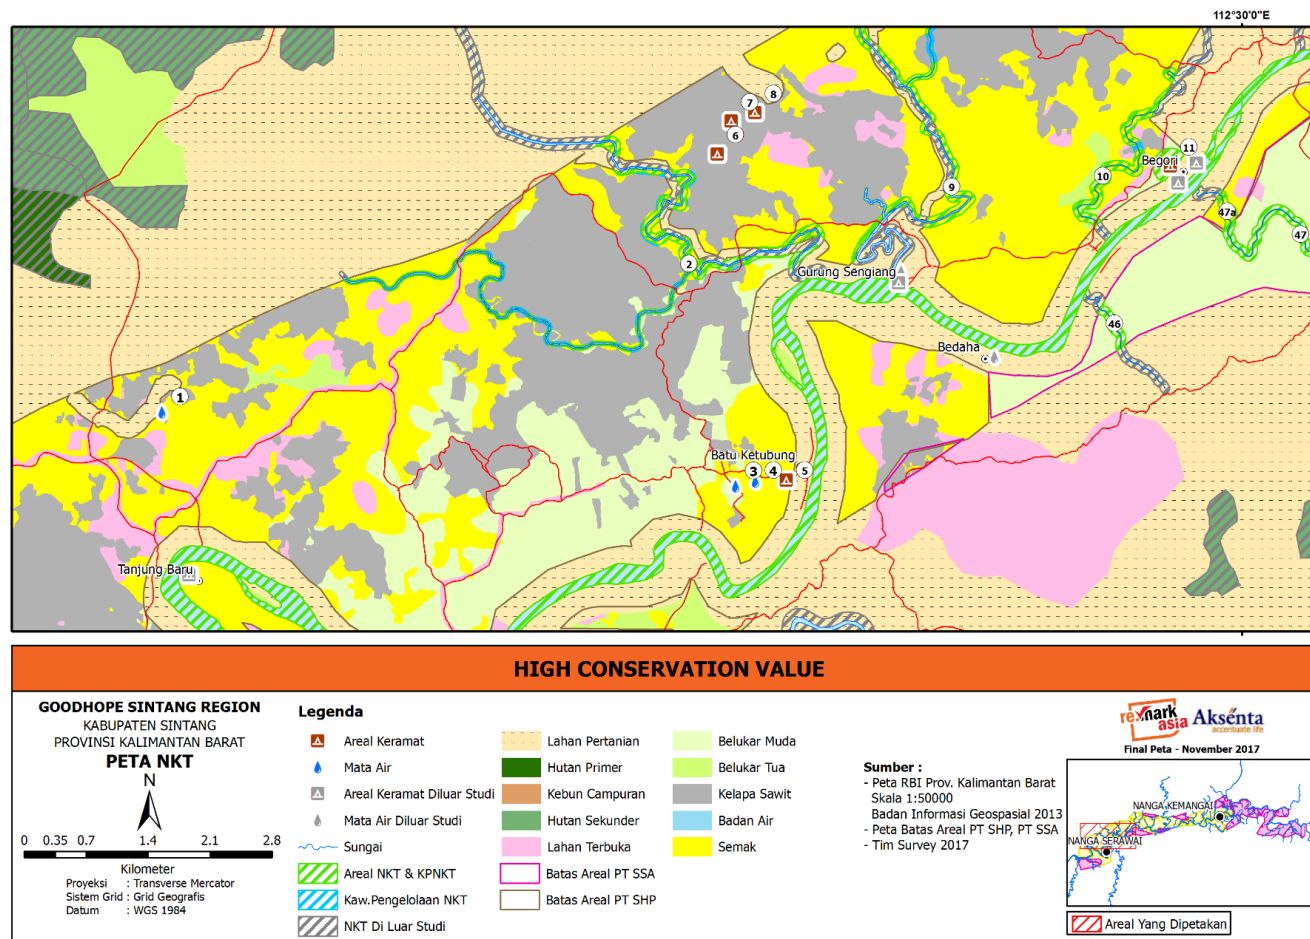 112°30'0"E
7
8
6
11
Begori
10
9
47a
47
2
Gurung Sengiang
46
Bedaha
1
Batu Ketubung
3
4
5
Tanjung Baru
HIGH CONSERVATION VALUE
GOODHOPE SINTANG REGION
KABUPATEN SINTANG
PROVINSI KALIMANTAN BARAT
PETA NKT
N
0 0.35 0.7 1.4 2.1 2.8
Kilometer
Proyeksi : Transverse Mercator
Sistem Grid : Grid Geografis
Datum : WGS 1984
Legenda
Areal Keramat
Mata Air
Areal Keramat Diluar Studi
Mata Air Diluar Studi
Sungai
Areal NKT & KPNKT
Kaw.Pengelolaan NKT
NKT Di Luar Studi
Lahan Pertanian
Hutan Primer
Kebun Campuran
Hutan Sekunder
Lahan Terbuka
Batas Areal PT SSA
Batas Areal PT SHP
Belukar Muda
Belukar Tua
Kelapa Sawit
Badan Air
Semak
Sumber :
- Peta RBI Prov. Kalimantan Barat
Skala 1:50000
Badan Informasi Geospasial 2013
- Peta Batas Areal PT SHP, PT SSA
- Tim Survey 2017
remark asia
Aksenta
accentuate life
Final Peta - November 2017
NANGA KEMANGAI
NANGA SERAWAI
Areal Yang Dipetakan